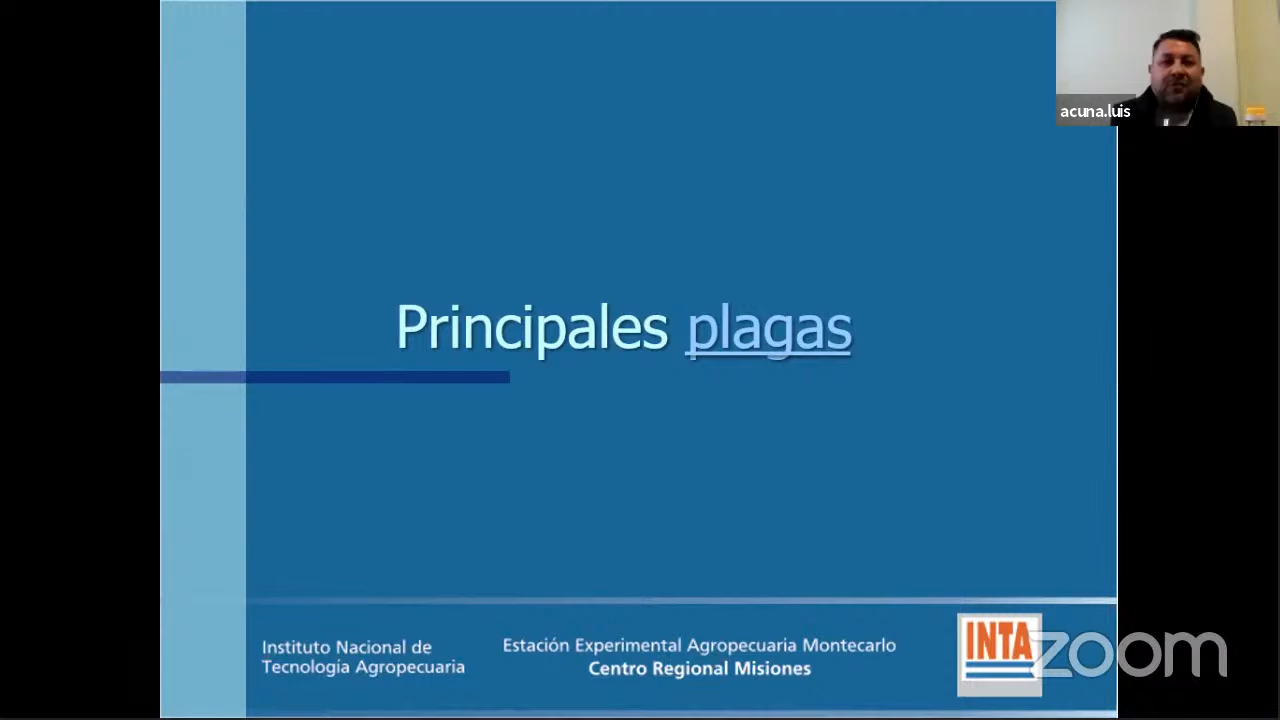 acuna.luis
Principales plagas
Instituto Nacional de
Tecnología Agropecuaria
Estación Experimental Agropecuaria Montecarlo
Centro Regional Misiones
INTA
zoom